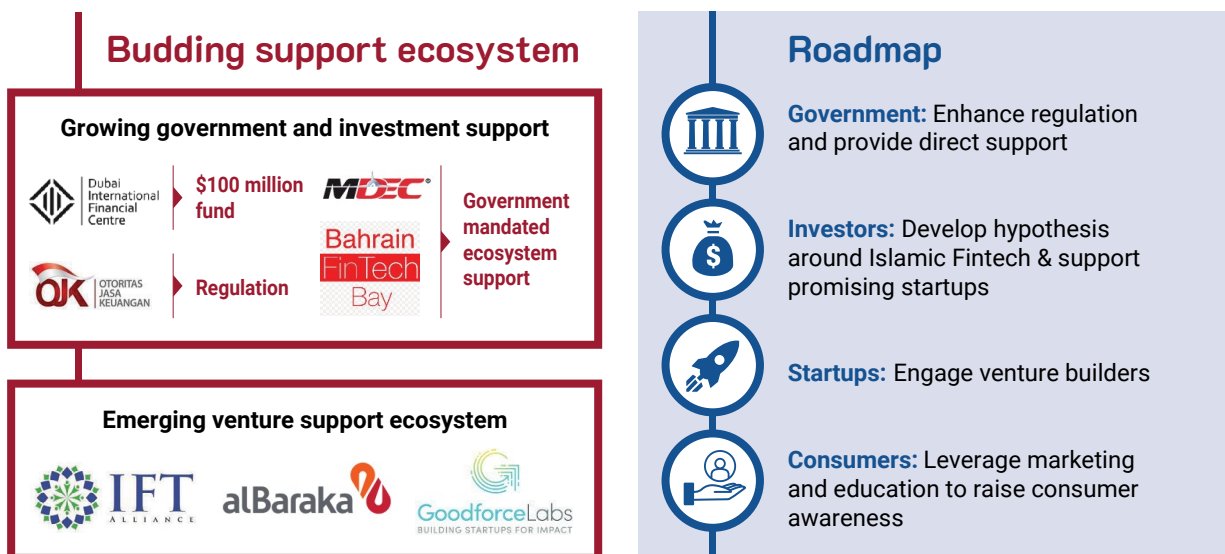 Budding support ecosystem
Growing government and investment support
Dubai
International
Financial
Centre
$100 million
fund
OJK
OTORITAS
JASA
KEUANGAN
Regulation
MDEC®
Bahrain
FinTech
Bay
Government
mandated
ecosystem
support
Emerging venture support ecosystem
IFT
ALLIANCE
alBaraka
GoodforceLabs
BUILDING STARTUPS FOR IMPACT
Roadmap
Government: Enhance regulation
and provide direct support
$
Investors: Develop hypothesis
around Islamic Fintech & support
promising startups
Startups: Engage venture builders
Consumers: Leverage marketing
and education to raise consumer
awareness